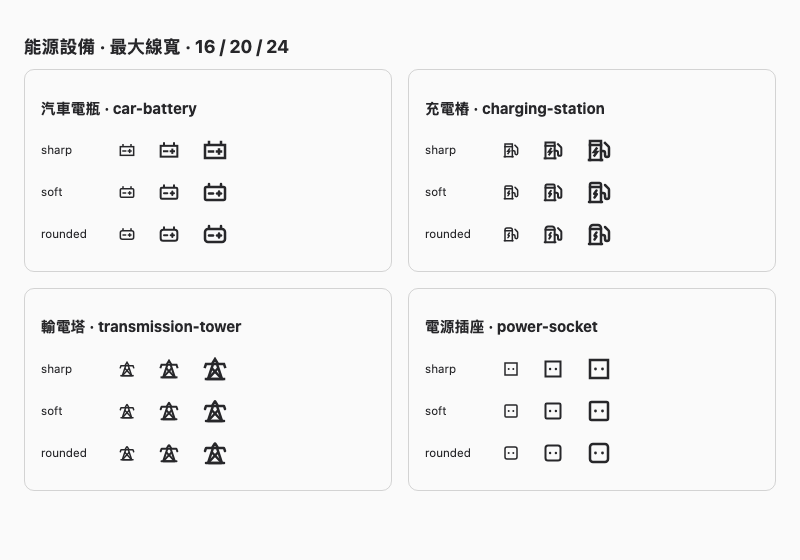 能源設備 · 最大線寬 · 16 / 20 / 24
汽車電瓶 · car-battery
sharp
soft
rounded
充電樁 · charging-station
sharp
soft
rounded
輸電塔 · transmission-tower
sharp
soft
rounded
電源插座 · power-socket
sharp
soft
rounded